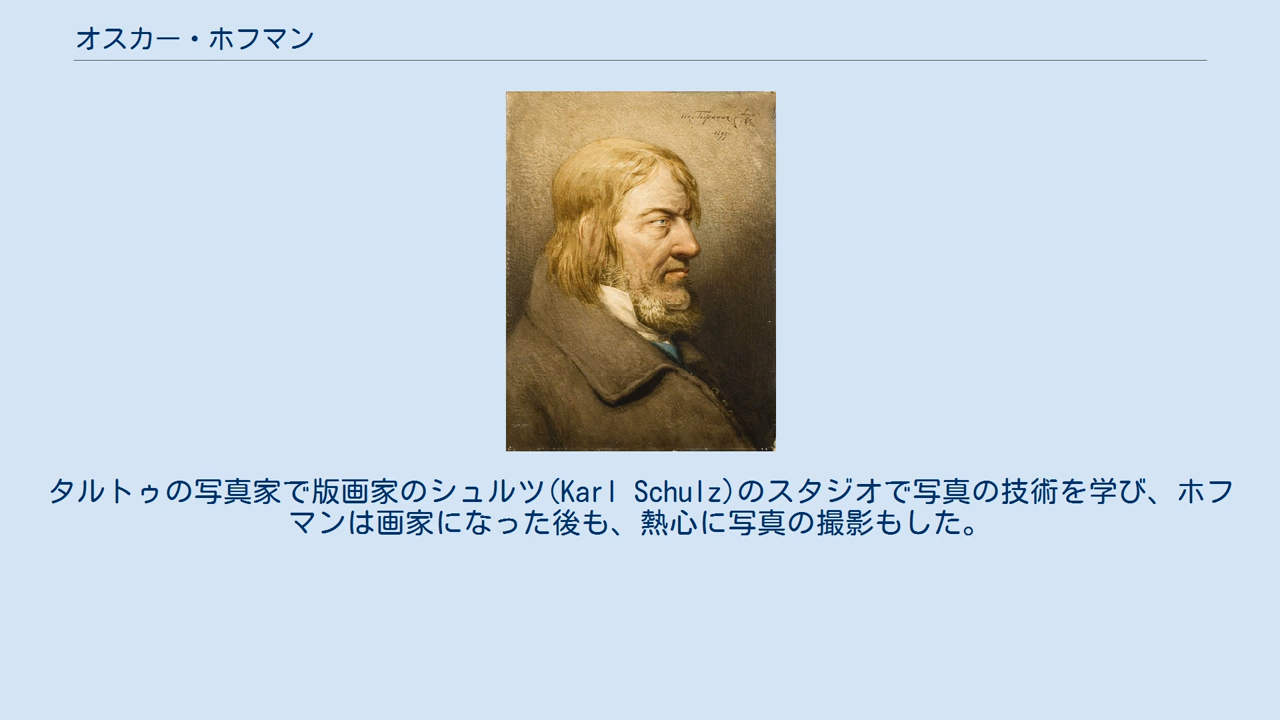 オスカー・ホフマン
タルトゥの写真家で版画家のシュルツ(Karl Schulz)のスタジオで写真の技術を学び、ホフ
マンは画家になった後も、熱心に写真の撮影もした。